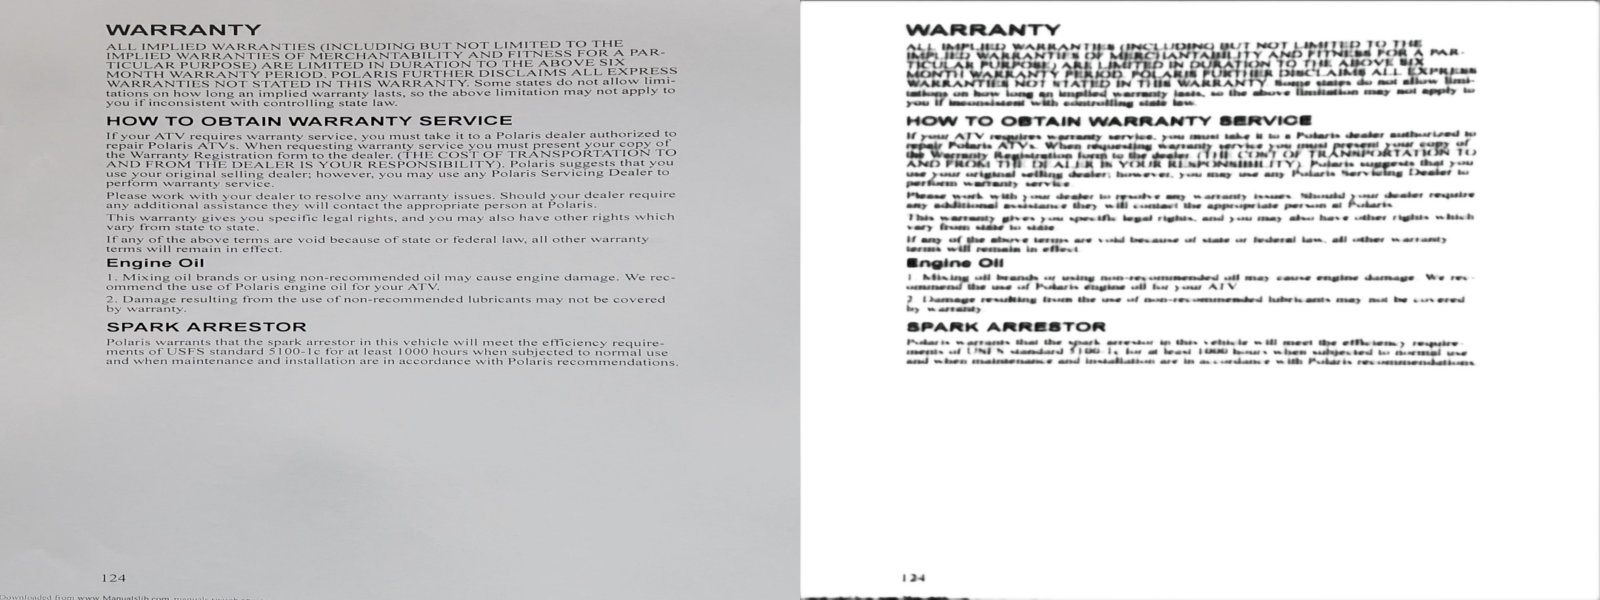 WARRANTY
ALL IMPLIED WARRANTIES (INCLUDING BUT NOT LIMITED TO THE
IMPLIED WARRANTIES OF MERCHANTABILITY AND FITNESS FOR A PAR-
TICULAR PURPOSE) ARE LIMITED IN DURATION TO THE ABOVE SIX
MONTH WARRANTY PERIOD. POLARIS FURTHER DISCLAIMS ALL EXPRESS
WARRANTIES NOT STATED IN THIS WARRANTY. Some states do not allow limi-
tations on how long an implied warranty lasts, so the above limitation may not apply to
you if inconsistent with controlling state law.
HOW TO OBTAIN WARRANTY SERVICE
If your ATV requires warranty service, you must take it to a Polaris dealer authorized to
repair Polaris ATVs. When requesting warranty service you must present your copy of
the Warranty Registration form to the dealer. (THE COST OF TRANSPORTATION TO
AND FROM THE DEALER IS YOUR RESPONSIBILITY). Polaris suggests that you
use your original selling dealer; however, you may use any Polaris Servicing Dealer to
perform warranty service.
Please work with your dealer to resolve any warranty issues. Should your dealer require
any additional assistance they will contact the appropriate person at Polaris.
This warranty gives you specific legal rights, and you may also have other rights which
vary from state to state.
If any of the above terms are void because of state or federal law, all other warranty
terms will remain in effect.
Engine Oil
1. Mixing oil brands or using non-recommended oil may cause engine damage. We rec-
ommend the use of Polaris engine oil for your ATV.
2. Damage resulting from the use of non-recommended lubricants may not be covered
by warranty.
SPARK ARRESTOR
Polaris warrants that the spark arrestor in this vehicle will meet the efficiency require-
ments of USFS standard 5100-1c for at least 1000 hours when subjected to normal use
and when maintenance and installation are in accordance with Polaris recommendations.
124
Downloaded from www.Manualslib.com
WARRANTY
ALL IMPLIED WARRANTIES (INCLUDING BUT NOT LIMITED TO THE
IMPLIED WARRANTIES OF MERCHANTABILITY AND FITNESS FOR A PAR-
TICULAR PURPOSE) ARE LIMITED IN DURATION TO THE ABOVE SIX
MONTH WARRANTY PERIOD. POLARIS FURTHER DISCLAIMS ALL EXPRESS
WARRANTIES NOT STATED IN THIS WARRANTY. Some states do not allow limi-
tations on how long an implied warranty lasts, so the above limitation may not apply to
you if inconsistent with controlling state law.
HOW TO OBTAIN WARRANTY SERVICE
If your ATV requires warranty service, you must take it to a Polaris dealer authorized to
repair Polaris ATVs. When requesting warranty service you must present your copy of
the Warranty Registration form to the dealer. (THE COST OF TRANSPORTATION TO
AND FROM THE DEALER IS YOUR RESPONSIBILITY). Polaris suggests that you
use your original selling dealer; however, you may use any Polaris Servicing Dealer to
perform warranty service
Please work with your dealer to resolve any warranty issues. Should your dealer require
any additional assistance they will contact the appropriate person at Polaris.
This warranty gives you specific legal rights, and you may also have other rights which
vary from state to state
If any of the above terms are void because of state or federal law, all other warranty
terms will remain in effect
Engine Oil
1 Mixing oil brands or using non-recommended oil may cause engine damage. We rec-
ommend the use of Polaris engine oil for your ATV
2 Damage resulting from the use of non-recommended lubricants may not be covered
by warranty
SPARK ARRESTOR
Polaris warrants that the spark arrestor in this vehicle will meet the efficiency require-
ments of USFS standard 5100-1c for at least 1000 hours when subjected to normal use
and when maintenance and installation are in accordance with Polaris recommendations
124